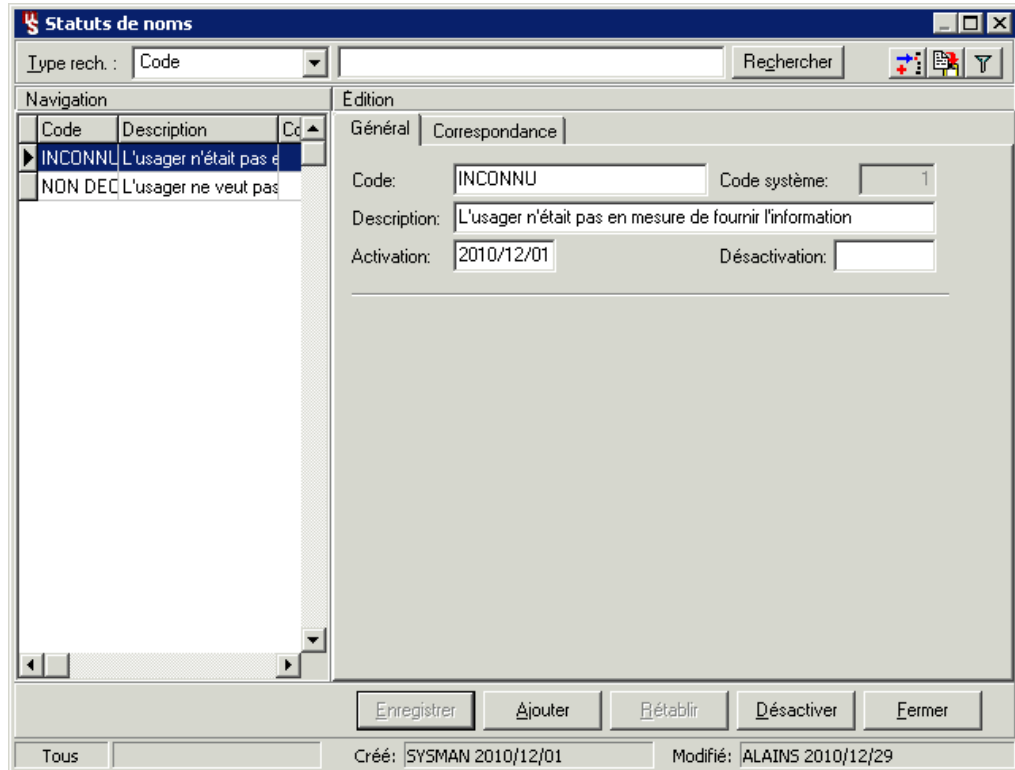 Statuts de noms
Type rech. : Code Rechercher
Navigation Édition
Code Description Co
INCONNU L'usager n'était pas e
NON DEC L'usager ne veut pas
Général Correspondance
Code: INCONNU Code système: 1
Description: L'usager n'était pas en mesure de fournir l'information
Activation: 2010/12/01 Désactivation:
Enregistrer Ajouter Rétablir Désactiver Fermer
Tous Créé: SYSMAN 2010/12/01 Modifié: ALAINS 2010/12/29